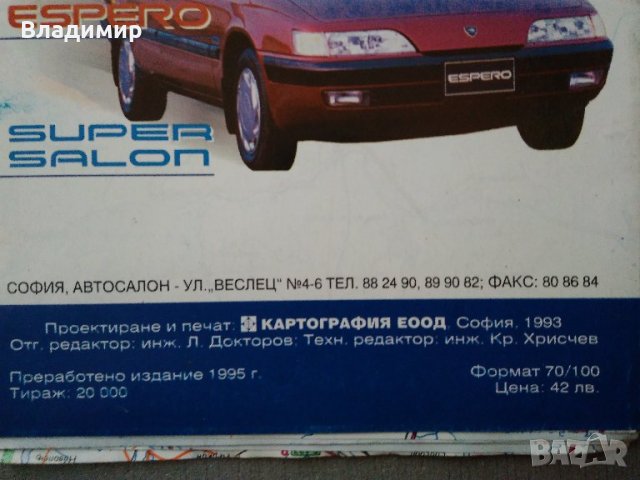 Владимир
ESPERO
ESPERO
SUPER
SALON
СОФИЯ, АВТОСАЛОН - УЛ. „ВЕСЛЕЦ" №4-6 ТЕЛ. 88 24 90, 89 90 82; ФАКС: 80 86 84
Проектиране и печат: КАРТОГРАФИЯ ЕООД, София, 1993
Отг. редактор: инж. Л. Докторов; Техн. редактор: инж. Кр. Хрисчев
Преработено издание 1995 г.
Формат 70/100
Тираж: 20 000
Цена: 42 лв.
BAZAR